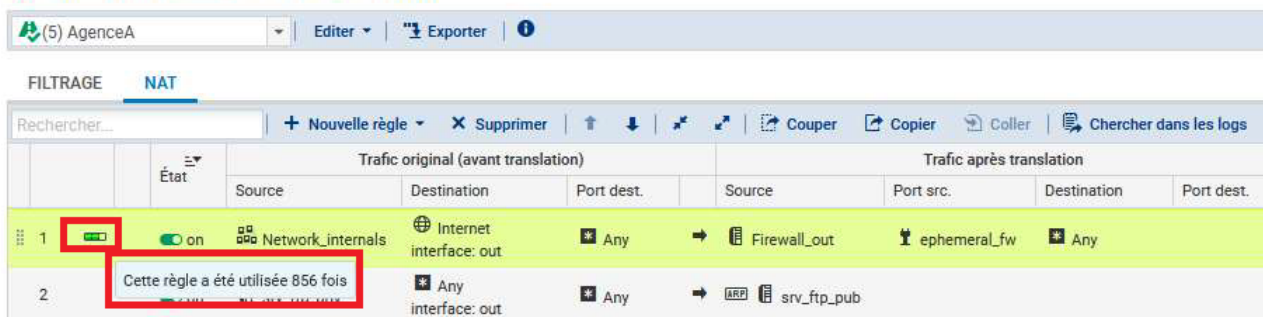 (5) AgenceA Editer Exporter
FILTRAGE NAT
Rechercher... Nouvelle règle Supprimer Couper Copier Coller Chercher dans les logs
État Trafic original (avant translation) Trafic après translation
Source Destination Port dest. Source Port src. Destination Port dest.
1 on Network_internals Internet Any Firewall_out ephemeral_fw Any
interface: out
Cette règle a été utilisée 856 fois
2 Any Any ARP srv_ftp_pub
interface: out